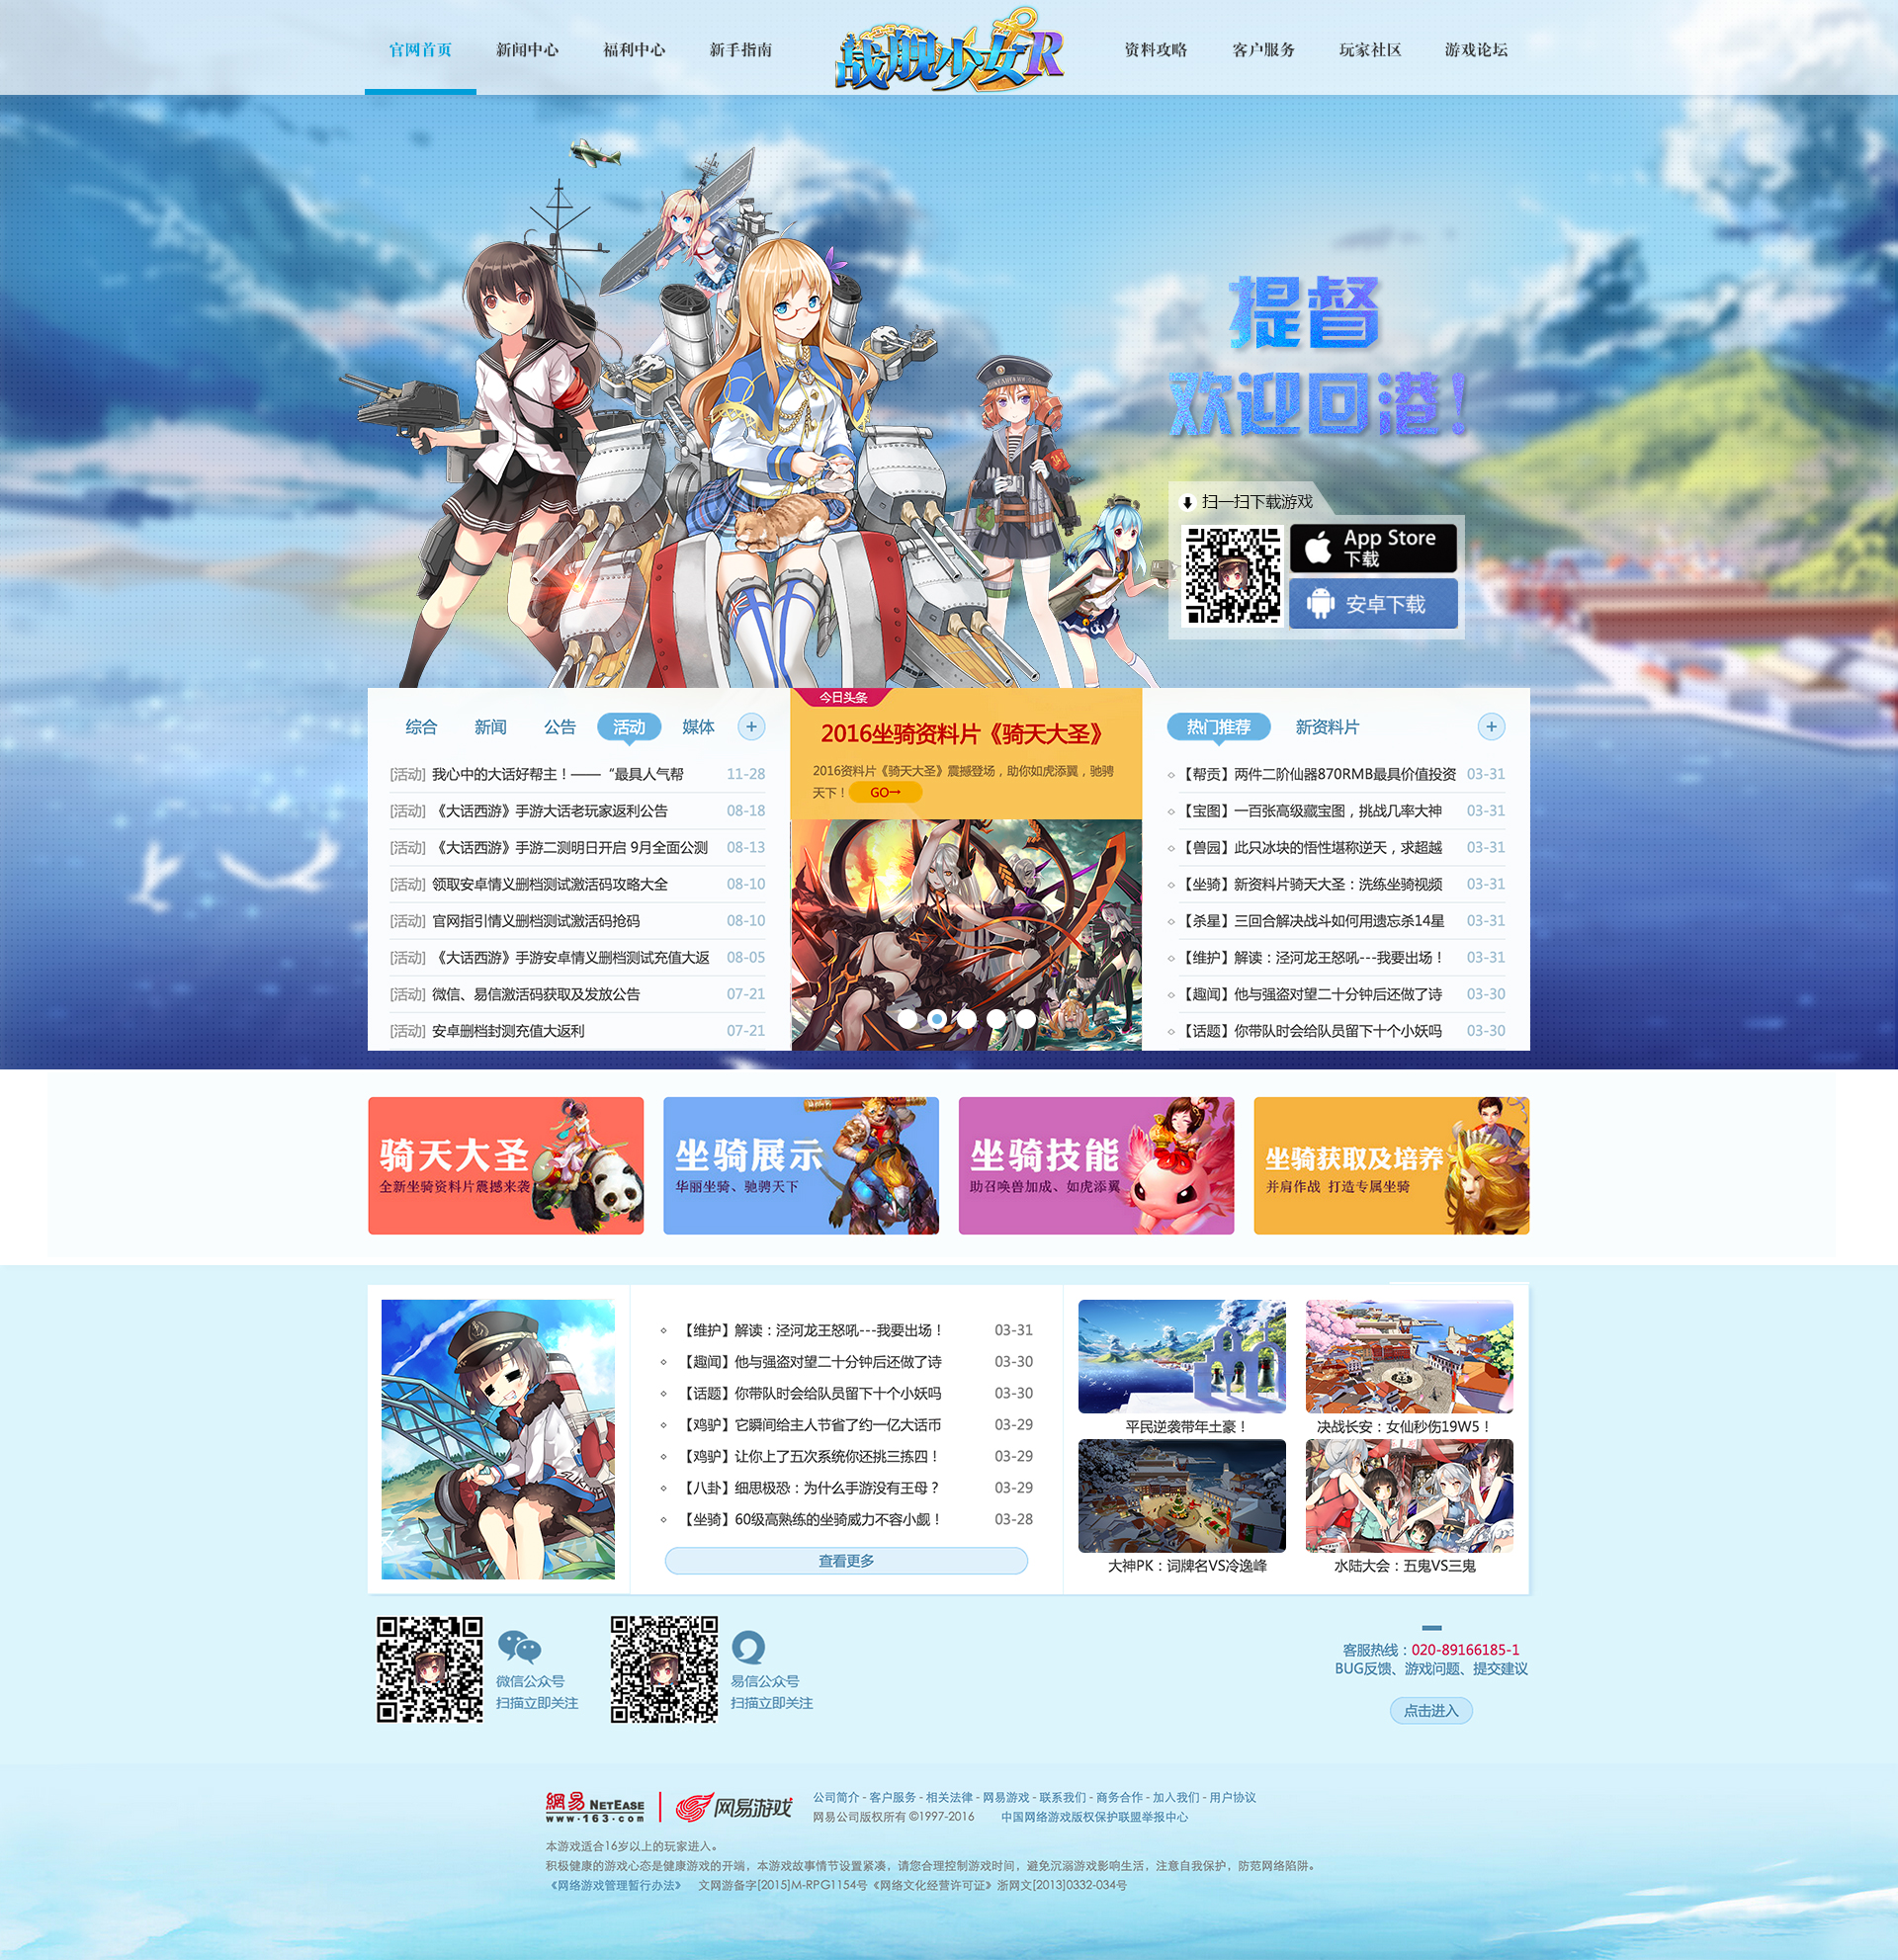 官网首页 新闻中心 福利中心 新手指南 战舰少女R 资料攻略 客户服务 玩家社区 游戏论坛
提督
欢迎回港!
扫一扫下载游戏
App Store
下载
安卓下载
综合 新闻 公告 活动 媒体 +
[活动] 我心中的大话好帮主！——“最具人气帮 11-28
[活动] 《大话西游》手游大话老玩家返利公告 08-18
[活动] 《大话西游》手游二测明日开启 9月全面公测 08-13
[活动] 领取安卓情义删档测试激活码攻略大全 08-10
[活动] 官网指引情义删档测试激活码抢码 08-10
[活动] 《大话西游》手游安卓情义删档测试充值大返 08-05
[活动] 微信、易信激活码获取及发放公告 07-21
[活动] 安卓删档封测充值大返利 07-21
今日头条
2016坐骑资料片《骑天大圣》
2016资料片《骑天大圣》震撼登场，助你如虎添翼，驰骋
天下！ GO→
热门推荐 新资料片 +
【帮贡】两件二阶仙器870RMB最具价值投资 03-31
【宝图】一百张高级藏宝图，挑战几率大神 03-31
【兽园】此只冰块的悟性堪称逆天，求超越 03-31
【坐骑】新资料片骑天大圣：洗练坐骑视频 03-31
【杀星】三回合解决战斗如何用遗忘杀14星 03-31
【维护】解读：泾河龙王怒吼---我要出场！ 03-31
【趣闻】他与强盗对望二十分钟后还做了诗 03-30
【话题】你带队时会给队员留下十个小妖吗 03-30
骑天大圣
全新坐骑资料片震撼来袭
坐骑展示
华丽坐骑、驰骋天下
坐骑技能
助召唤兽加成、如虎添翼
坐骑获取及培养
并肩作战 打造专属坐骑
【维护】解读：泾河龙王怒吼---我要出场！ 03-31
【趣闻】他与强盗对望二十分钟后还做了诗 03-30
【话题】你带队时会给队员留下十个小妖吗 03-30
【鸡驴】它瞬间给主人节省了约一亿大话币 03-29
【鸡驴】让你上了五次系统你还挑三拣四！ 03-29
【八卦】细思极恐：为什么手游没有王母？ 03-29
【坐骑】60级高熟练的坐骑威力不容小觑！ 03-28
查看更多
平民逆袭带年土豪！
决战长安：女仙秒伤19W5！
大神PK：词牌名VS冷逸峰
水陆大会：五鬼VS三鬼
微信公众号
扫描立即关注
易信公众号
扫描立即关注
客服热线：020-89166185-1
BUG反馈、游戏问题、提交建议
点击进入
網易 NETEASE
www.163.com
网易游戏
公司简介 - 客户服务 - 相关法律 - 网易游戏 - 联系我们 - 商务合作 - 加入我们 - 用户协议
网易公司版权所有 ©1997-2016 中国网络游戏版权保护联盟举报中心
本游戏适合16岁以上的玩家进入。
积极健康的游戏心态是健康游戏的开端，本游戏故事情节设置紧凑，请您合理控制游戏时间，避免沉溺游戏影响生活，注意自我保护，防范网络陷阱。
《网络游戏管理暂行办法》 文网游备字[2015]M-RPG1154号《网络文化经营许可证》浙网文[2013]0332-034号